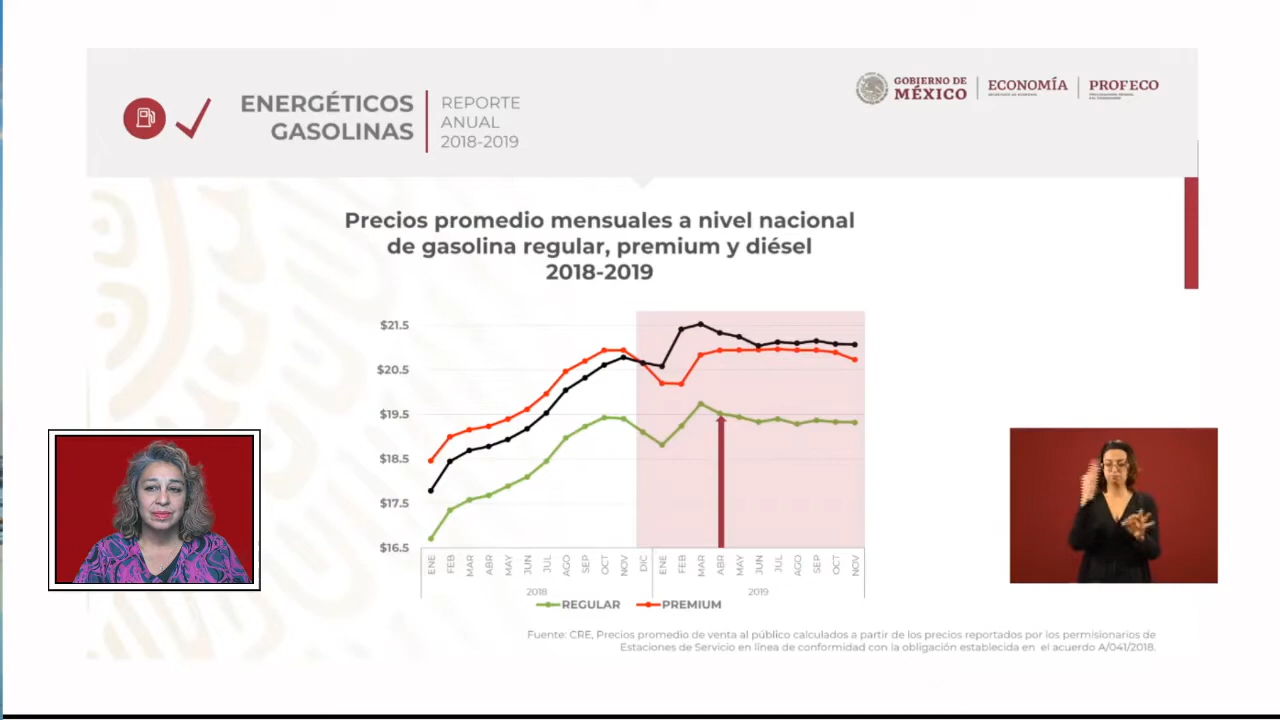 ENERGÉTICOS
GASOLINAS
REPORTE
ANUAL
2018-2019
GOBIERNO DE
MÉXICO
ECONOMÍA
PROFECO
Precios promedio mensuales a nivel nacional
de gasolina regular, premium y diésel
2018-2019
$21.5
$20.5
$19.5
$18.5
$17.5
$16.5
ENE FEB MAR ABR MAY JUN JUL AGO SEP OCT NOV DIC ENE FEB MAR ABR MAY JUN JUL AGO SEP OCT NOV
2018 2019
REGULAR PREMIUM
Fuente: CRE, Precios promedio de venta al público calculados a partir de los precios reportados por los permisionarios de
Estaciones de Servicio en línea de conformidad con la obligación establecida en el acuerdo A/041/2018.